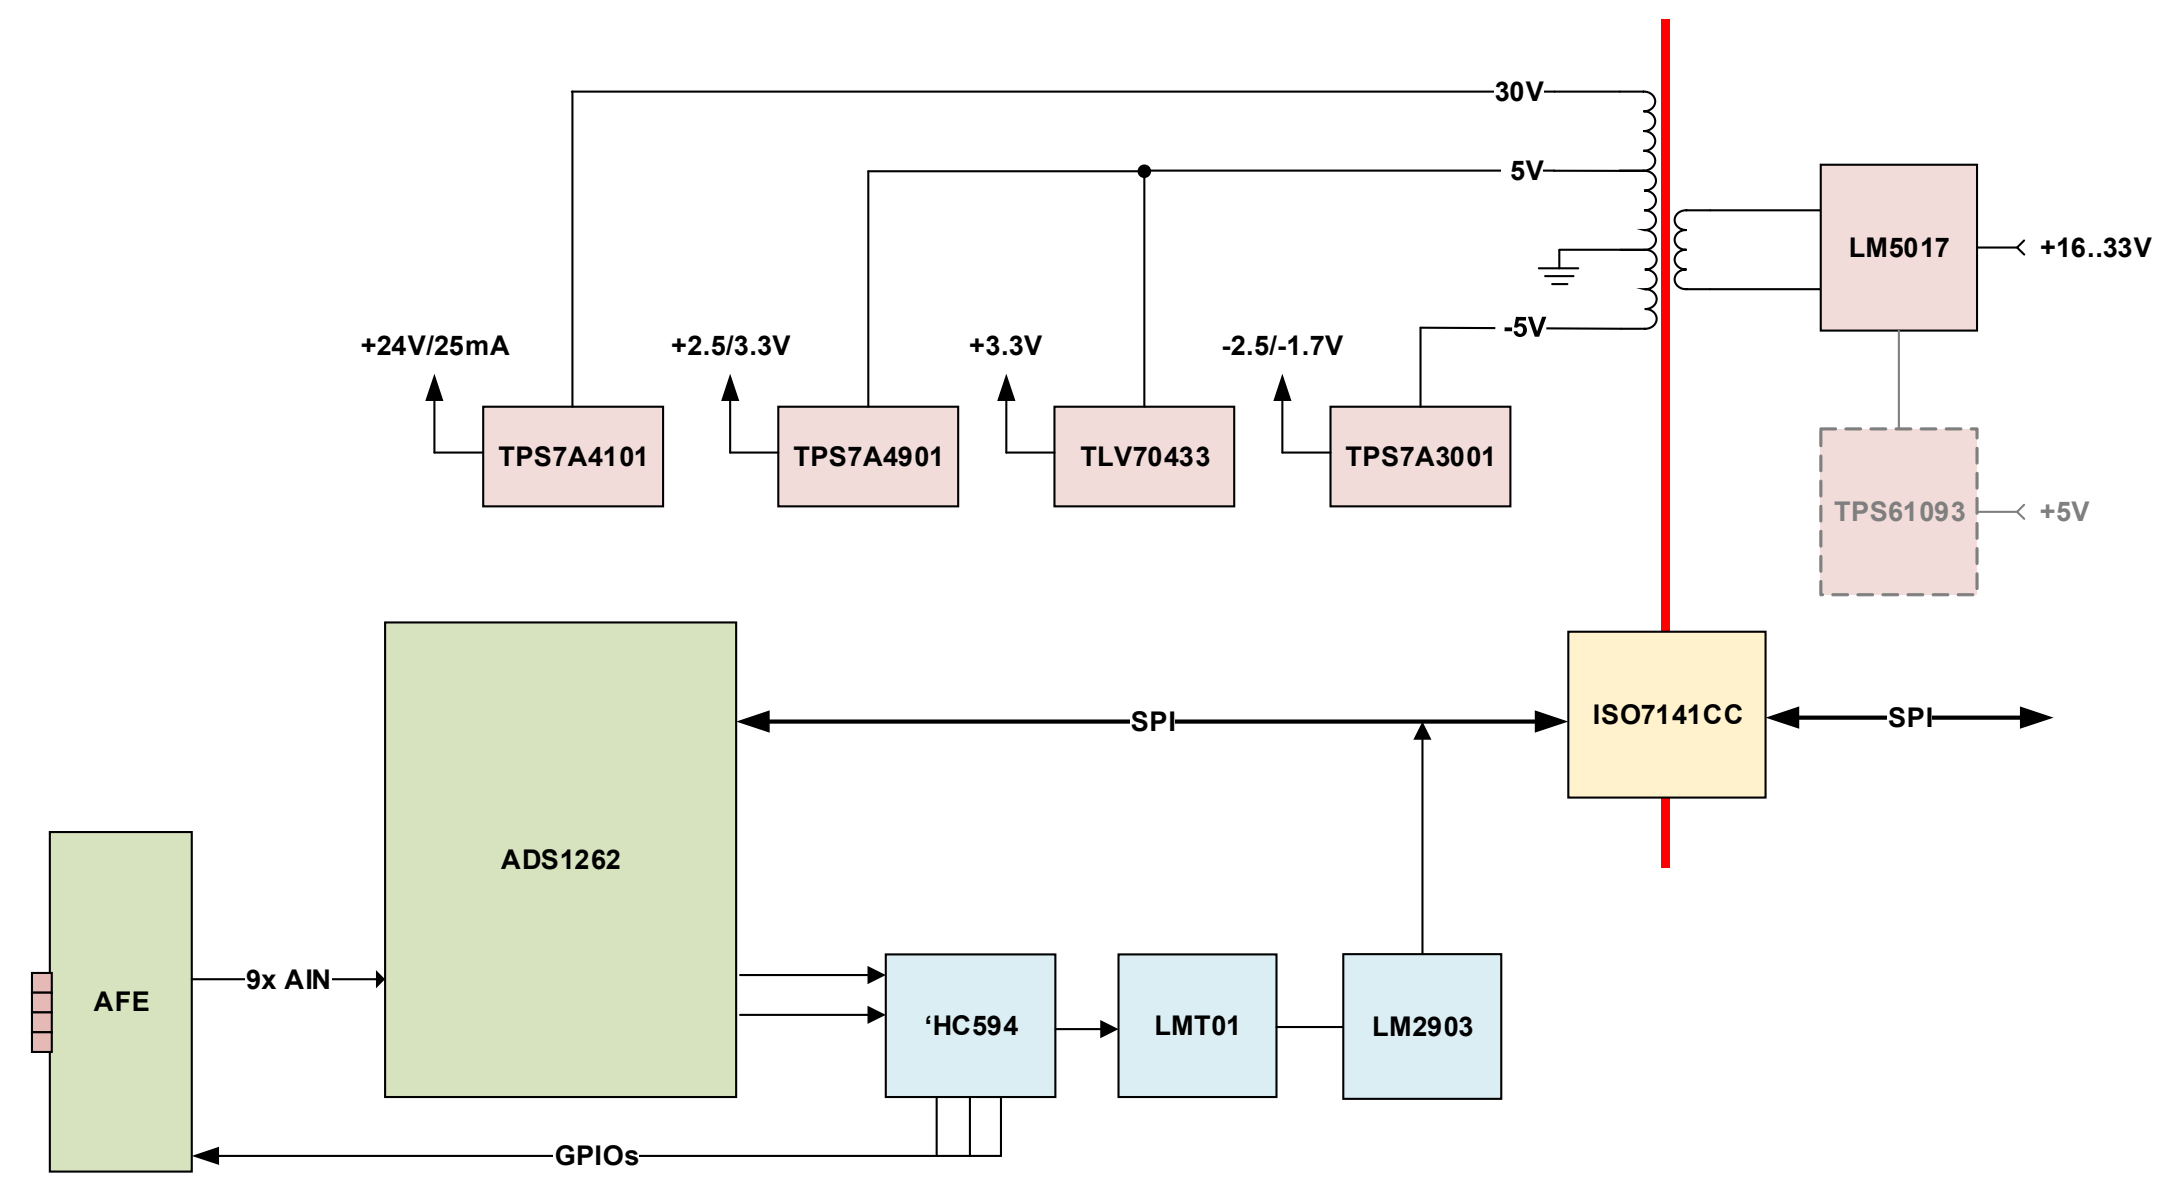 30V
5V
LM5017
+16..33V
-5V
+24V/25mA
+2.5/3.3V
+3.3V
-2.5/-1.7V
TPS7A4101
TPS7A4901
TLV70433
TPS7A3001
TPS61093
+5V
SPI
ISO7141CC
SPI
ADS1262
9x AIN
AFE
‘HC594
LMT01
LM2903
GPIOs